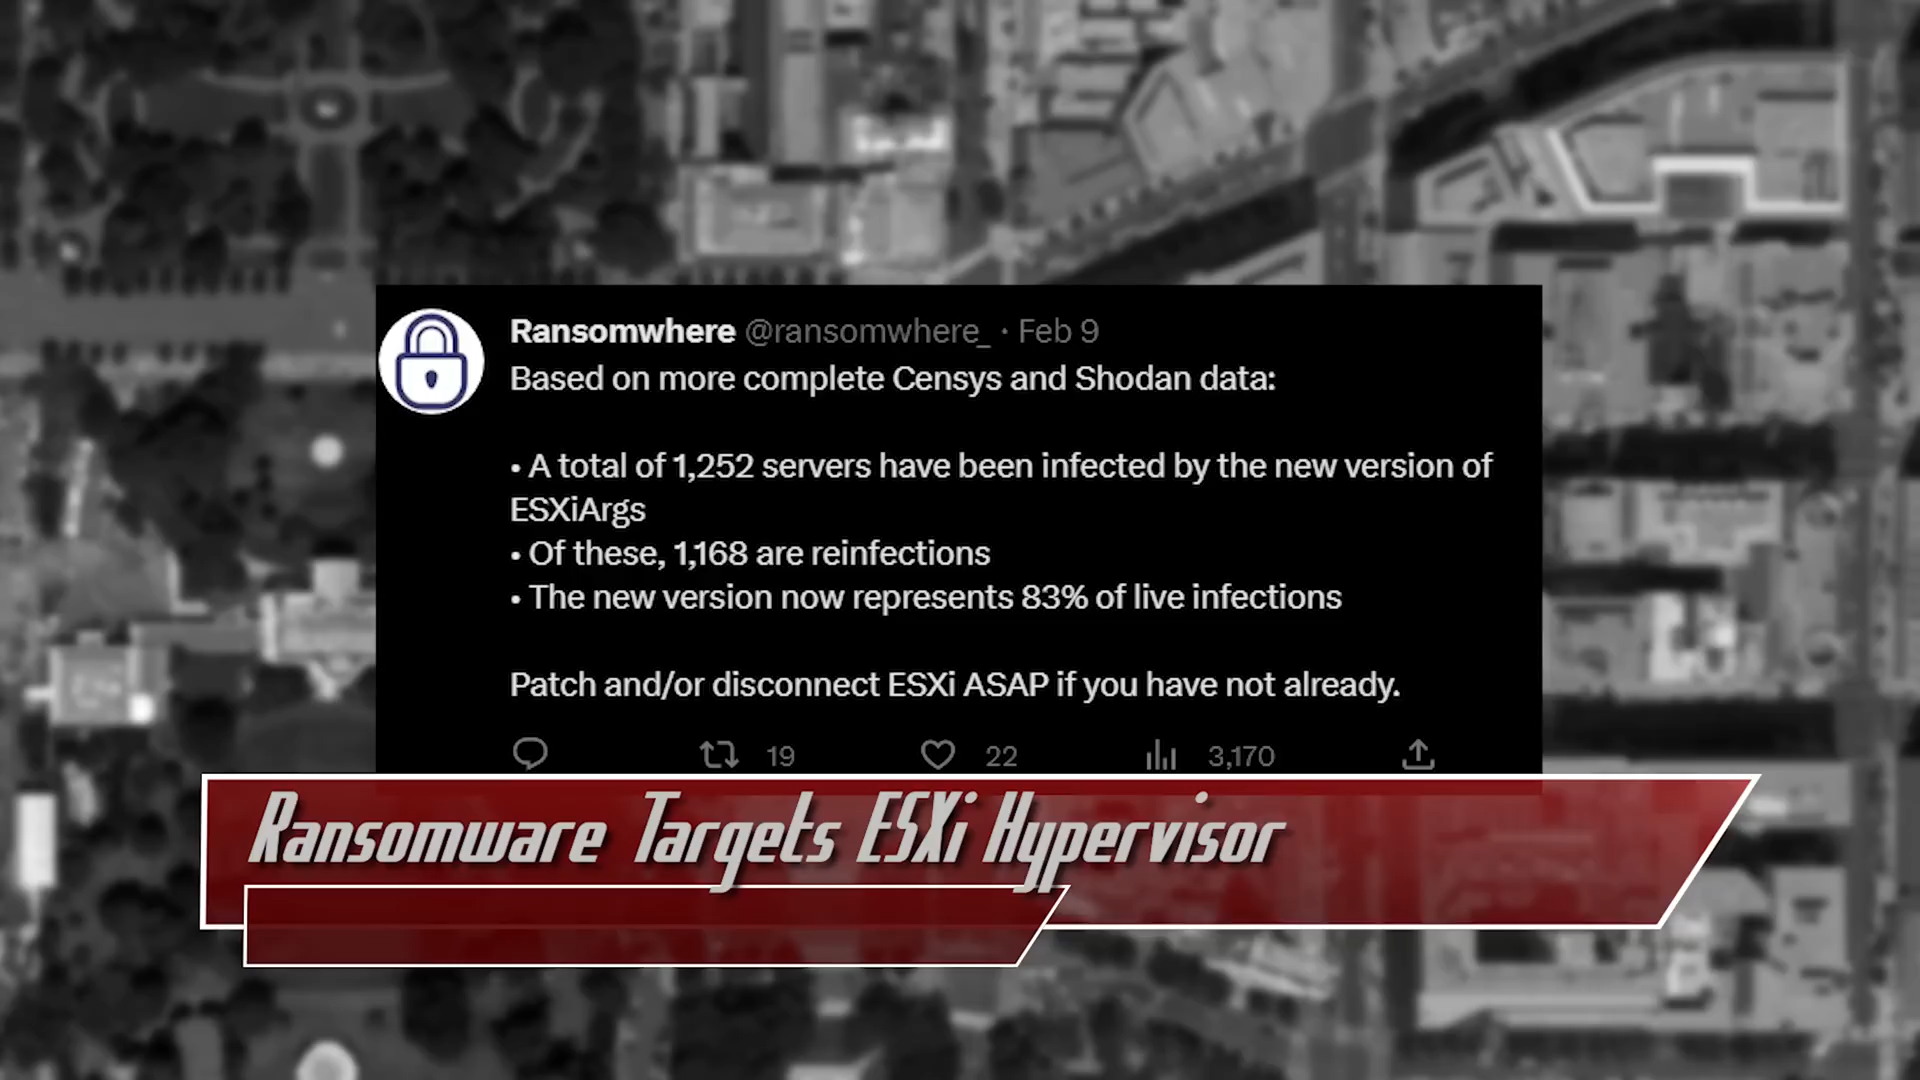 Ransomwhere @ransomwhere_ · Feb 9
Based on more complete Censys and Shodan data:
• A total of 1,252 servers have been infected by the new version of
ESXiArgs
• Of these, 1,168 are reinfections
• The new version now represents 83% of live infections
Patch and/or disconnect ESXi ASAP if you have not already.
19 22 3,170
Ransomware Targets ESXi Hypervisor